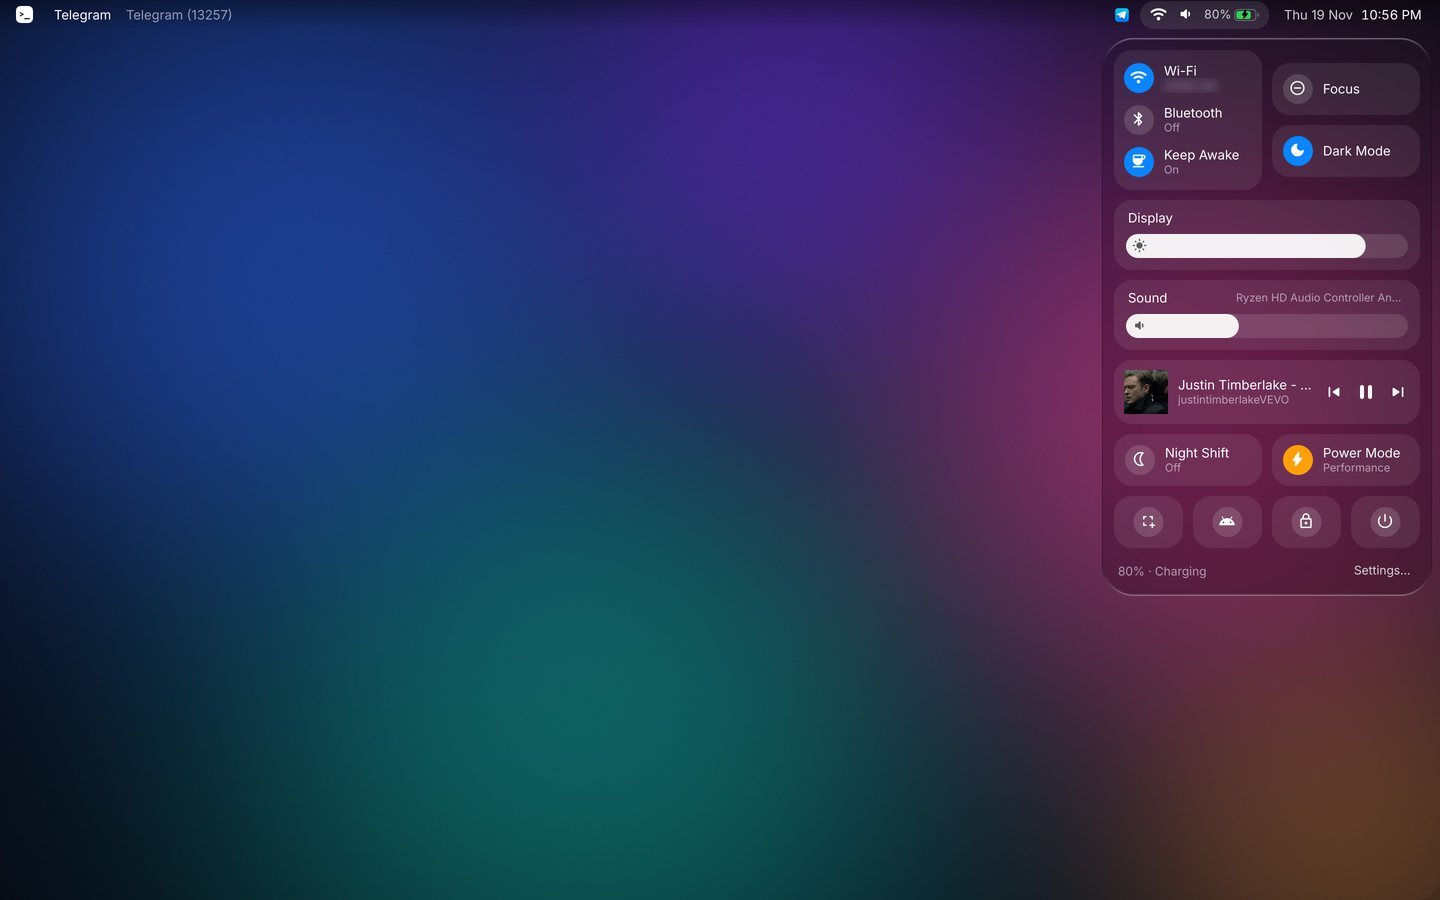 >_ Telegram Telegram (13257) 80% Thu 19 Nov 10:56 PM
Wi-Fi
Bluetooth
Off
Keep Awake
On
Focus
Dark Mode
Display
Sound Ryzen HD Audio Controller An...
Justin Timberlake - ...
justintimberlakeVEVO
Night Shift
Off
Power Mode
Performance
80% · Charging Settings...